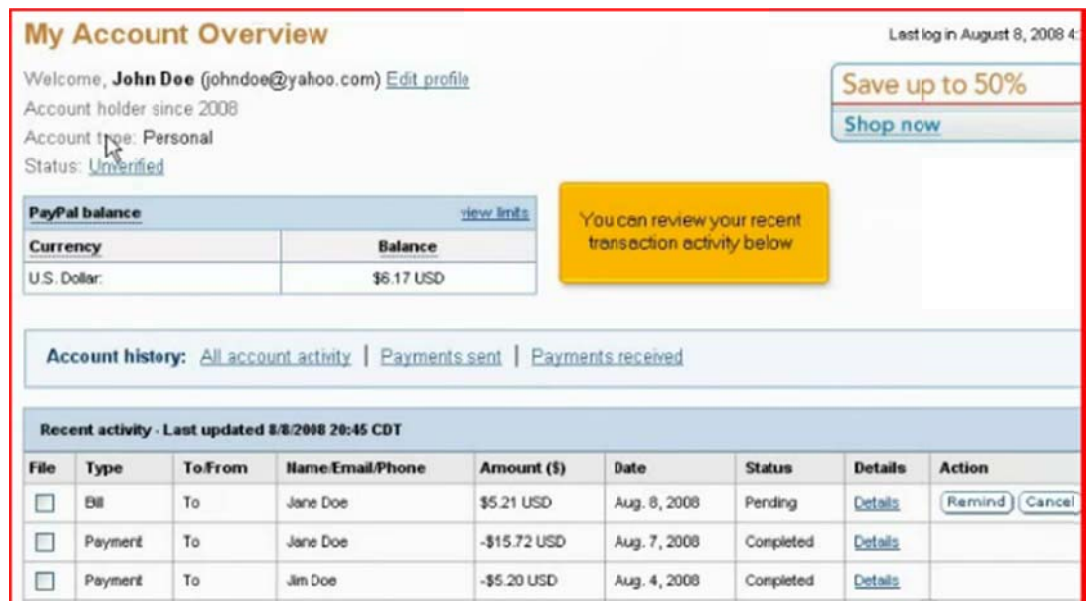 My Account Overview
Last log in August 8, 2008 4:
Welcome, John Doe (johndoe@yahoo.com) Edit profile
Account holder since 2008
Account type: Personal
Status: Unverified
Save up to 50%
Shop now
PayPal balance view limits
Currency Balance
U.S. Dollar: $6.17 USD
You can review your recent
transaction activity below
Account history: All account activity | Payments sent | Payments received
Recent activity - Last updated 8/8/2008 20:45 CDT
File Type To/From Name/Email/Phone Amount ($) Date Status Details Action
Bill To Jane Doe $5.21 USD Aug. 8, 2008 Pending Details Remind Cancel
Payment To Jane Doe -$15.72 USD Aug. 7, 2008 Completed Details
Payment To Jim Doe -$5.20 USD Aug. 4, 2008 Completed Details